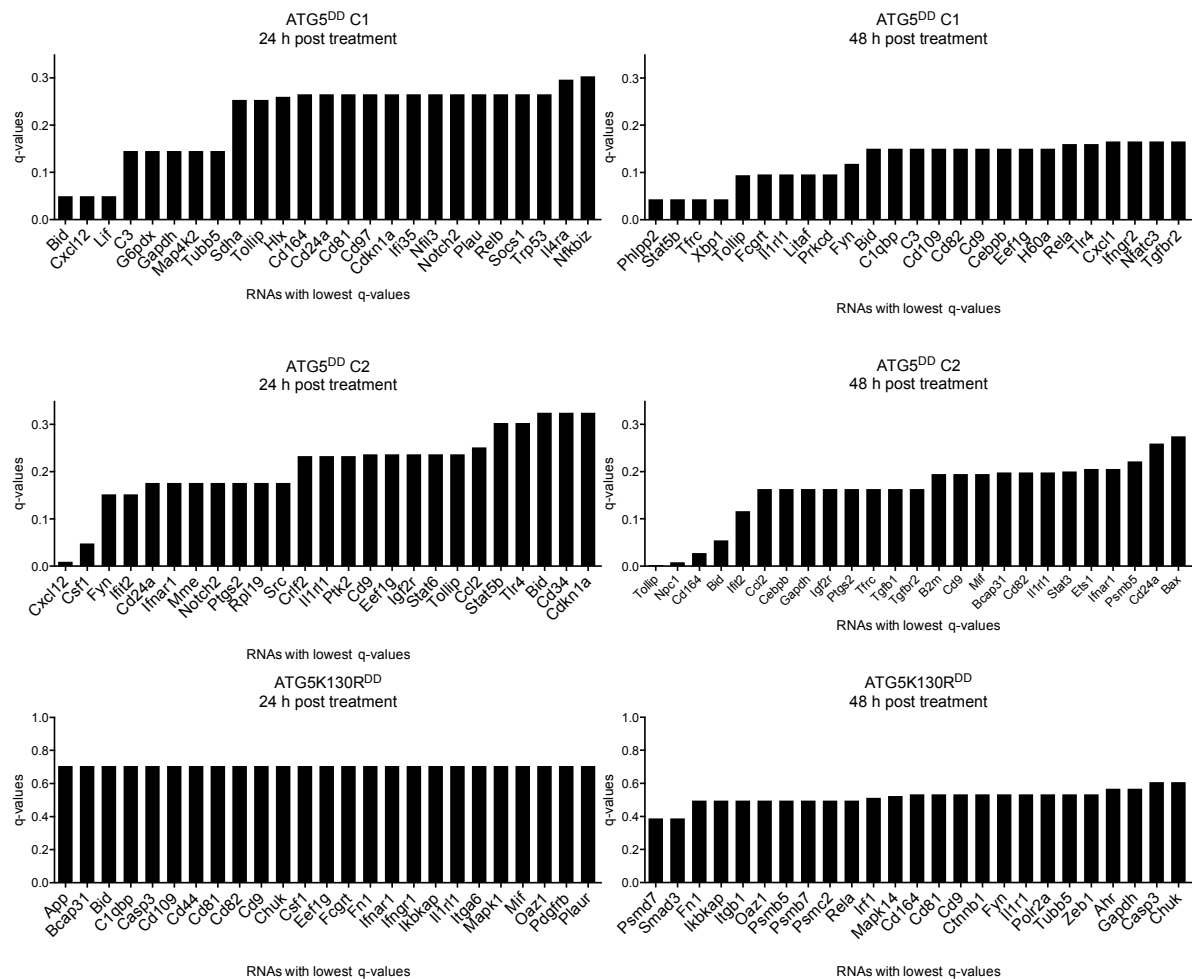 ATG5DD C1
24 h post treatment
q-values
0.3
0.2
0.1
0.0
Bid Cxcl12 Lif C3 G6pdx Gapdh Map4k2 Tubb5 Sdha Tollip Hlx Cd164 Cd24a Cd81 Cd97 Cdkn1a Ifi35 Nfil3 Notch2 Plau Relb Socs1 Trp53 Il4ra Nfkbiz
RNAs with lowest q-values
ATG5DD C1
48 h post treatment
q-values
0.3
0.2
0.1
0.0
Phlpp2 Stat5b Tfrc Xbp1 Tollip Fcgrt Il1rl1 Litaf Prkcd Fyn Bid C1qbp C3 Cd109 Cd82 Cd9 Cebpb Eef1g H60a Rela Tlr4 Cxcl1 Ifngr2 Nfatc3 Tgfbr2
RNAs with lowest q-values
ATG5DD C2
24 h post treatment
q-values
0.3
0.2
0.1
0.0
Cxcl12 Csf1 Fyn Ifit2 Cd24a Ifnar1 Mme Notch2 Ptgs2 Rpl19 Src Crlf2 Il1rl1 Ptk2 Cd9 Eef1g Igf2r Stat6 Tollip Ccl2 Stat5b Tlr4 Bid Cd34 Cdkn1a
RNAs with lowest q-values
ATG5DD C2
48 h post treatment
q-values
0.3
0.2
0.1
0.0
Tollip Npc1 Cd164 Bid Ifit2 Ccl2 Cebpb Gapdh Igf2r Ptgs2 Tfrc Tgfb1 Tgfbr2 B2m Cd9 Mif Bcap31 Cd82 Il1rl1 Stat3 Ets1 Ifnar1 Psmb5 Cd24a Bax
RNAs with lowest q-values
ATG5K130RDD
24 h post treatment
q-values
1.0
0.8
0.6
0.4
0.2
0.0
App Bcap31 Bid C1qbp Casp3 Cd109 Cd44 Cd81 Cd82 Cd9 Chuk Csf1 Eef1g Fcgrt Fn1 Ifnar1 Ifngr1 Ikbkap Il1rl1 Itga6 Mapk1 Mif Oaz1 Pdgfrb Plaur
RNAs with lowest q-values
ATG5K130RDD
48 h post treatment
q-values
1.0
0.8
0.6
0.4
0.2
0.0
Psmd7 Smad3 Fn1 Ikbkap Itgb1 Oaz1 Psmb5 Psmb7 Psmc2 Rela Irf1 Mapk14 Cd164 Cd81 Cd9 Ctnnb1 Fyn Il1r1 Polr2a Tubb5 Zeb1 Ahr Gapdh Casp3 Chuk
RNAs with lowest q-values